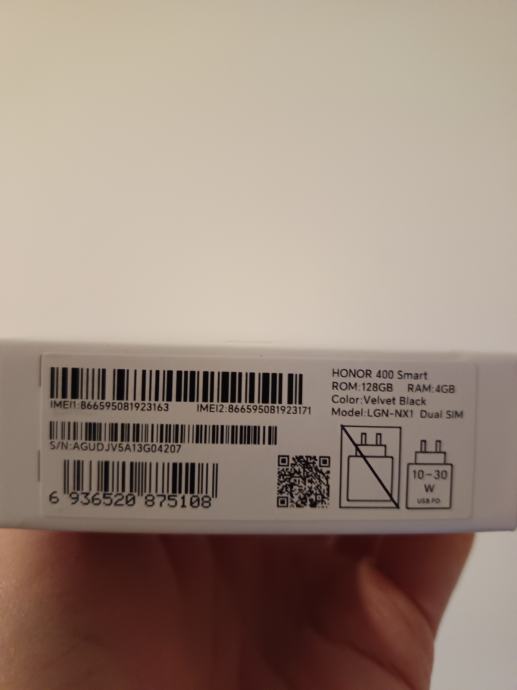 HONOR 400 Smart
ROM:128GB RAM:4GB
Color:Velvet Black
Model:LGN-NX1 Dual SIM
IMEI1:866595081923163 IMEI2:866595081923171
S/N:AGUDJV5A13G04207
6 936520 875108
10–30
W
USB PD